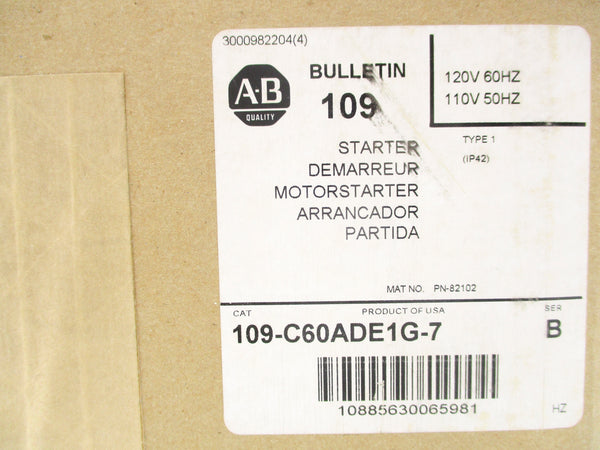 3000982204(4)
A-B
QUALITY
BULLETIN
109
120V 60HZ
110V 50HZ
TYPE 1
(IP42)
STARTER
DEMARREUR
MOTORSTARTER
ARRANCADOR
PARTIDA
MAT NO. PN-82102
CAT PRODUCT OF USA SER
109-C60ADE1G-7 B
10885630065981 HZ